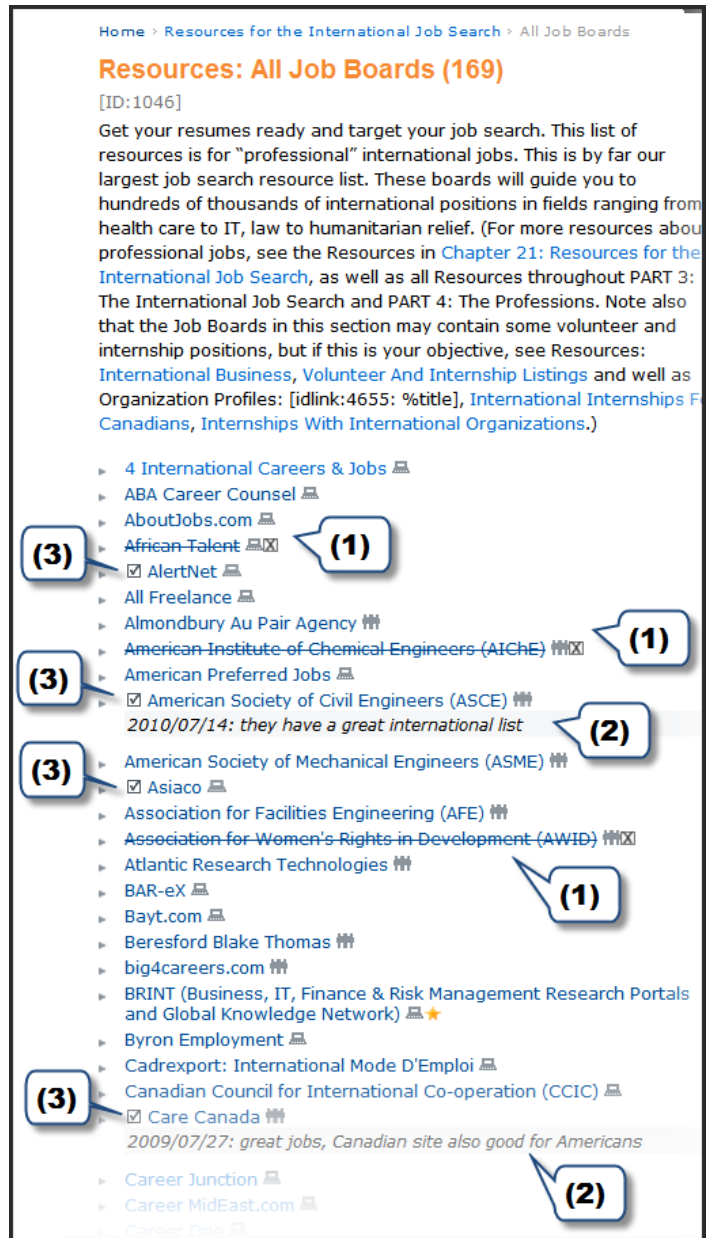 Home > Resources for the International Job Search > All Job Boards
Resources: All Job Boards (169)
[ID:1046]
Get your resumes ready and target your job search. This list of
resources is for “professional” international jobs. This is by far our
largest job search resource list. These boards will guide you to
hundreds of thousands of international positions in fields ranging from
health care to IT, law to humanitarian relief. (For more resources abou
professional jobs, see the Resources in Chapter 21: Resources for the
International Job Search, as well as all Resources throughout PART 3:
The International Job Search and PART 4: The Professions. Note also
that the Job Boards in this section may contain some volunteer and
internship positions, but if this is your objective, see Resources:
International Business, Volunteer And Internship Listings and well as
Organization Profiles: [idlink:4655: %title], International Internships F
Canadians, Internships With International Organizations.)
4 International Careers & Jobs
ABA Career Counsel
AboutJobs.com
African Talent X
(1)
(3)
AlertNet
All Freelance
Almondbury Au Pair Agency
American Institute of Chemical Engineers (AIChE) X
(1)
American Preferred Jobs
(3)
American Society of Civil Engineers (ASCE)
2010/07/14: they have a great international list
(2)
American Society of Mechanical Engineers (ASME)
(3)
Asiaco
Association for Facilities Engineering (AFE)
Association for Women's Rights in Development (AWID) X
(1)
Atlantic Research Technologies
BAR-eX
Bayt.com
Beresford Blake Thomas
big4careers.com
BRINT (Business, IT, Finance & Risk Management Research Portals
and Global Knowledge Network)
Byron Employment
Cadrexport: International Mode D'Emploi
Canadian Council for International Co-operation (CCIC)
(3)
Care Canada
2009/07/27: great jobs, Canadian site also good for Americans
(2)
Career Junction
Career MidEast.com
Career One